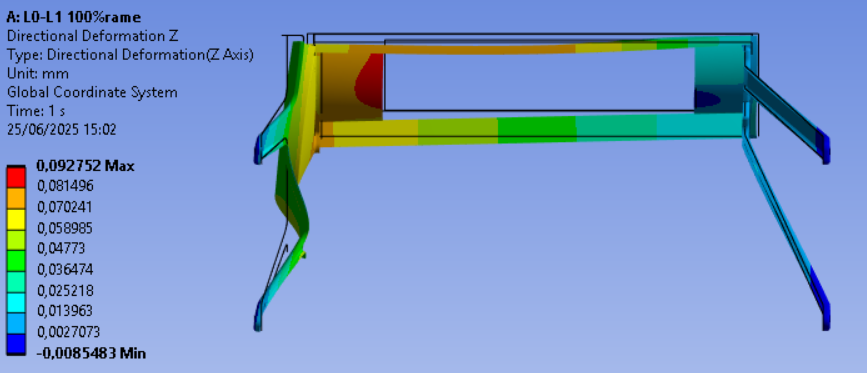 A: L0-L1 100%rame
Directional Deformation Z
Type: Directional Deformation(Z Axis)
Unit: mm
Global Coordinate System
Time: 1 s
25/06/2025 15:02
0,092752 Max
0,081496
0,070241
0,058985
0,04773
0,036474
0,025218
0,013963
0,0027073
-0,0085483 Min